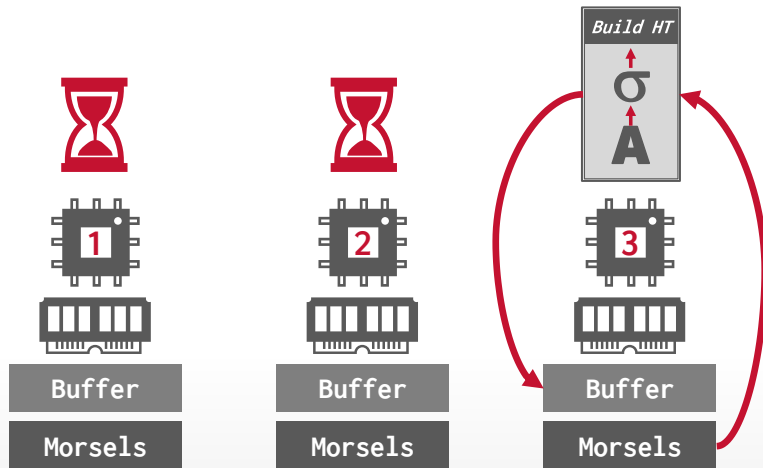 Build HT
σ
A
1 2 3
Buffer Buffer Buffer
Morsels Morsels Morsels